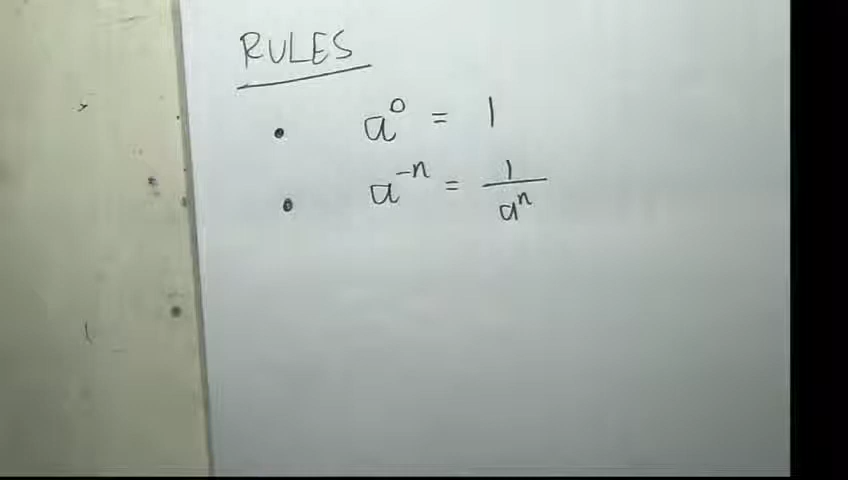 RULES
• a⁰ = 1
• a⁻ⁿ = 1/aⁿ